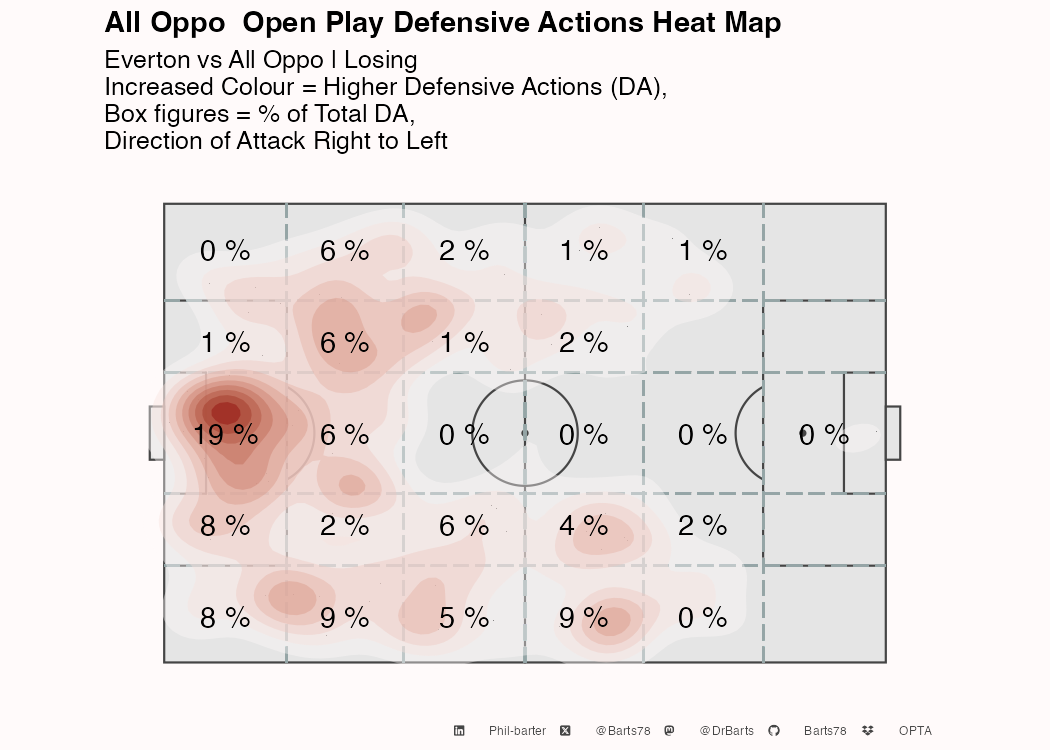 All Oppo  Open Play Defensive Actions Heat Map
Everton vs All Oppo | Losing
Increased Colour = Higher Defensive Actions (DA),
Box figures = % of Total DA,
Direction of Attack Right to Left
0 % 6 % 2 % 1 % 1 %
1 % 6 % 1 % 2 %
19 % 6 % 0 % 0 % 0 % 0 %
8 % 2 % 6 % 4 % 2 %
8 % 9 % 5 % 9 % 0 %
Phil-barter @Barts78 @DrBarts Barts78 OPTA